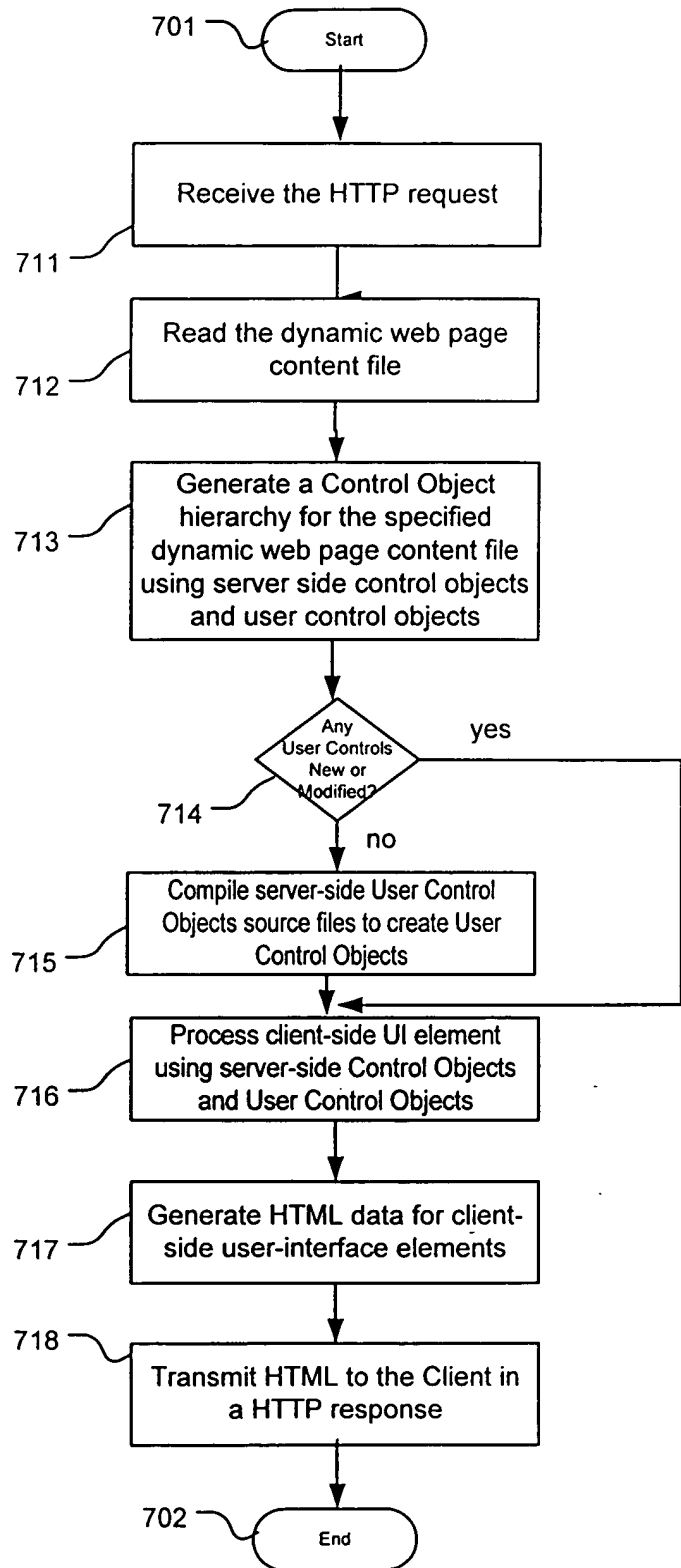 701
Start
Receive the HTTP request
711
Read the dynamic web page
content file
712
Generate a Control Object
hierarchy for the specified
dynamic web page content file
using server side control objects
and user control objects
713
Any
User Controls
New or
Modified?
yes
714
no
Compile server-side User Control
Objects source files to create User
Control Objects
715
Process client-side UI element
using server-side Control Objects
and User Control Objects
716
Generate HTML data for client-
side user-interface elements
717
718
Transmit HTML to the Client in
a HTTP response
702
End